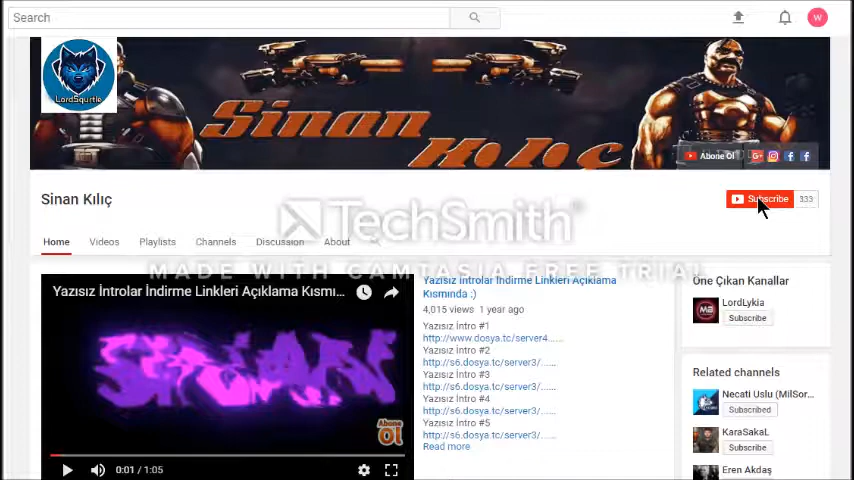 Search
W
LordSqurtle
Sinan
Kılıç
Abone Ol
Sinan Kılıç
Subscribe 333
TechSmith
Home Videos Playlists Channels Discussion About
MADE WITH CAMTASIA FREE TRIAL
Yazısız İntrolar İndirme Linkleri Açıklama Kısmı...
SINAN
Abone
Ol
0:01 / 1:05
Yazısız İntrolar İndirme Linkleri Açıklama
Kısmında :)
4,015 views 1 year ago
Yazısız İntro #1
http://www.dosya.tc/server4......
Yazısız İntro #2
http://s6.dosya.tc/server3/......
Yazısız İntro #3
http://s6.dosya.tc/server3/......
Yazısız İntro #4
http://s6.dosya.tc/server3/......
Yazısız İntro #5
http://s6.dosya.tc/server3/......
Read more
Öne Çıkan Kanallar
LordLykia
Subscribe
Related channels
Necati Uslu (MilSor...
Subscribed
KaraSakaL
Subscribe
Eren Akdaş